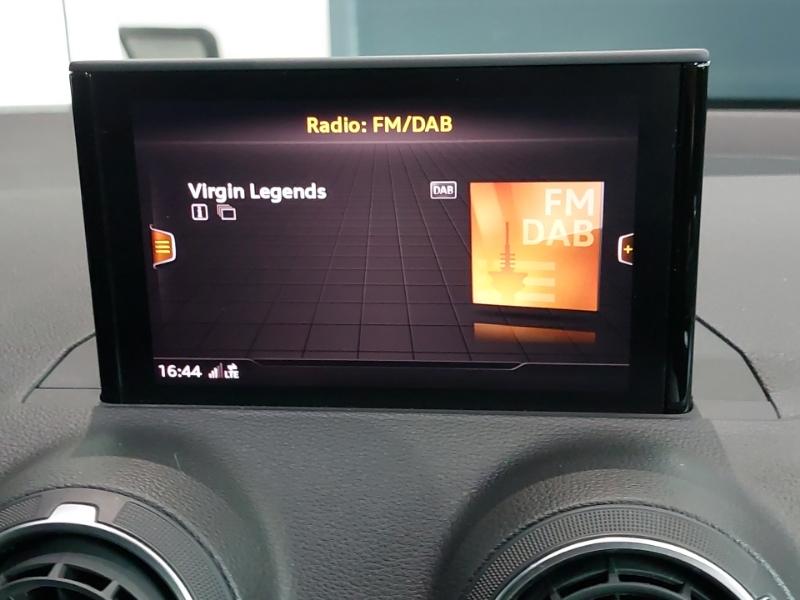 Radio: FM/DAB
Virgin Legends
DAB
FM
DAB
16:44 LTE